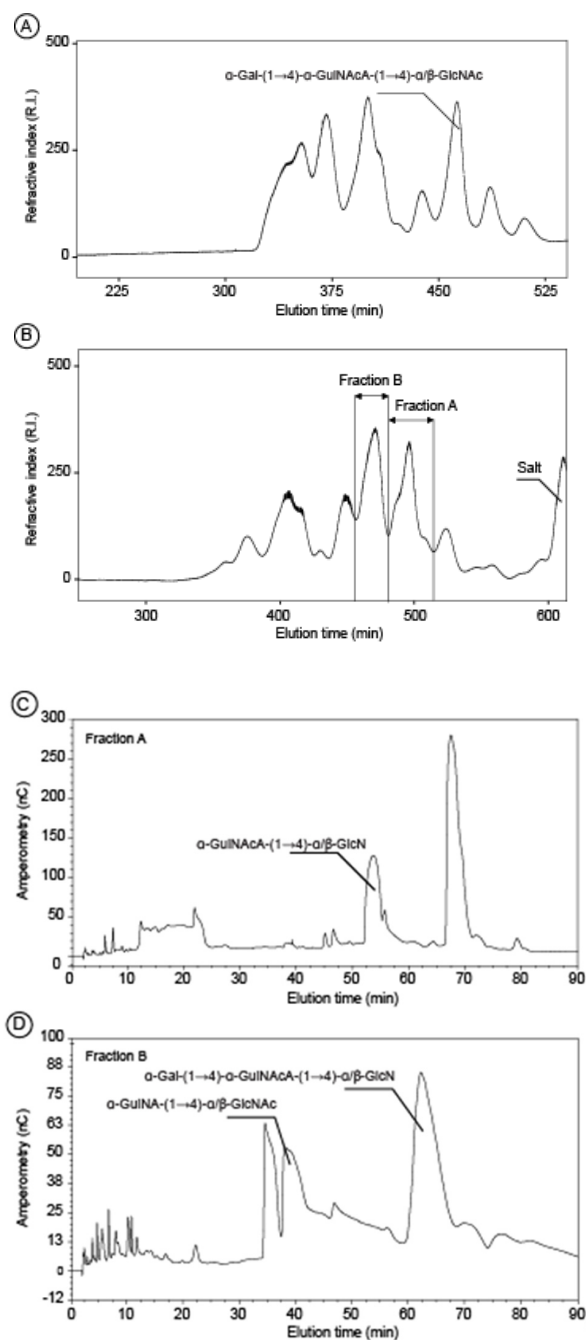 A
500
α-Gal-(1→4)-α-GulNAcA-(1→4)-α/β-GlcNAc
250
0
Refractive index (R.I.)
225 300 375 450 525
Elution time (min)
B
500
Fraction B
Fraction A
250
Salt
0
Refractive index (R.I.)
300 400 500 600
Elution time (min)
C
300
Fraction A
250
200
150
α-GulNAcA-(1→4)-α/β-GlcN
100
50
0
Amperometry (nC)
0 10 20 30 40 50 60 70 80 90
Elution time (min)
D
100
Fraction B
88
α-Gal-(1→4)-α-GulNAcA-(1→4)-α/β-GlcN
75
α-GulNA-(1→4)-α/β-GlcNAc
63
50
38
25
13
0
-12
Amperometry (nC)
0 10 20 30 40 50 60 70 80 90
Elution time (min)